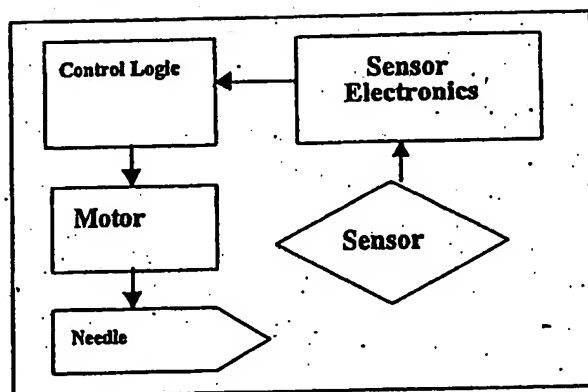 Control Logic
Sensor
Electronics
Motor
Sensor
Needle